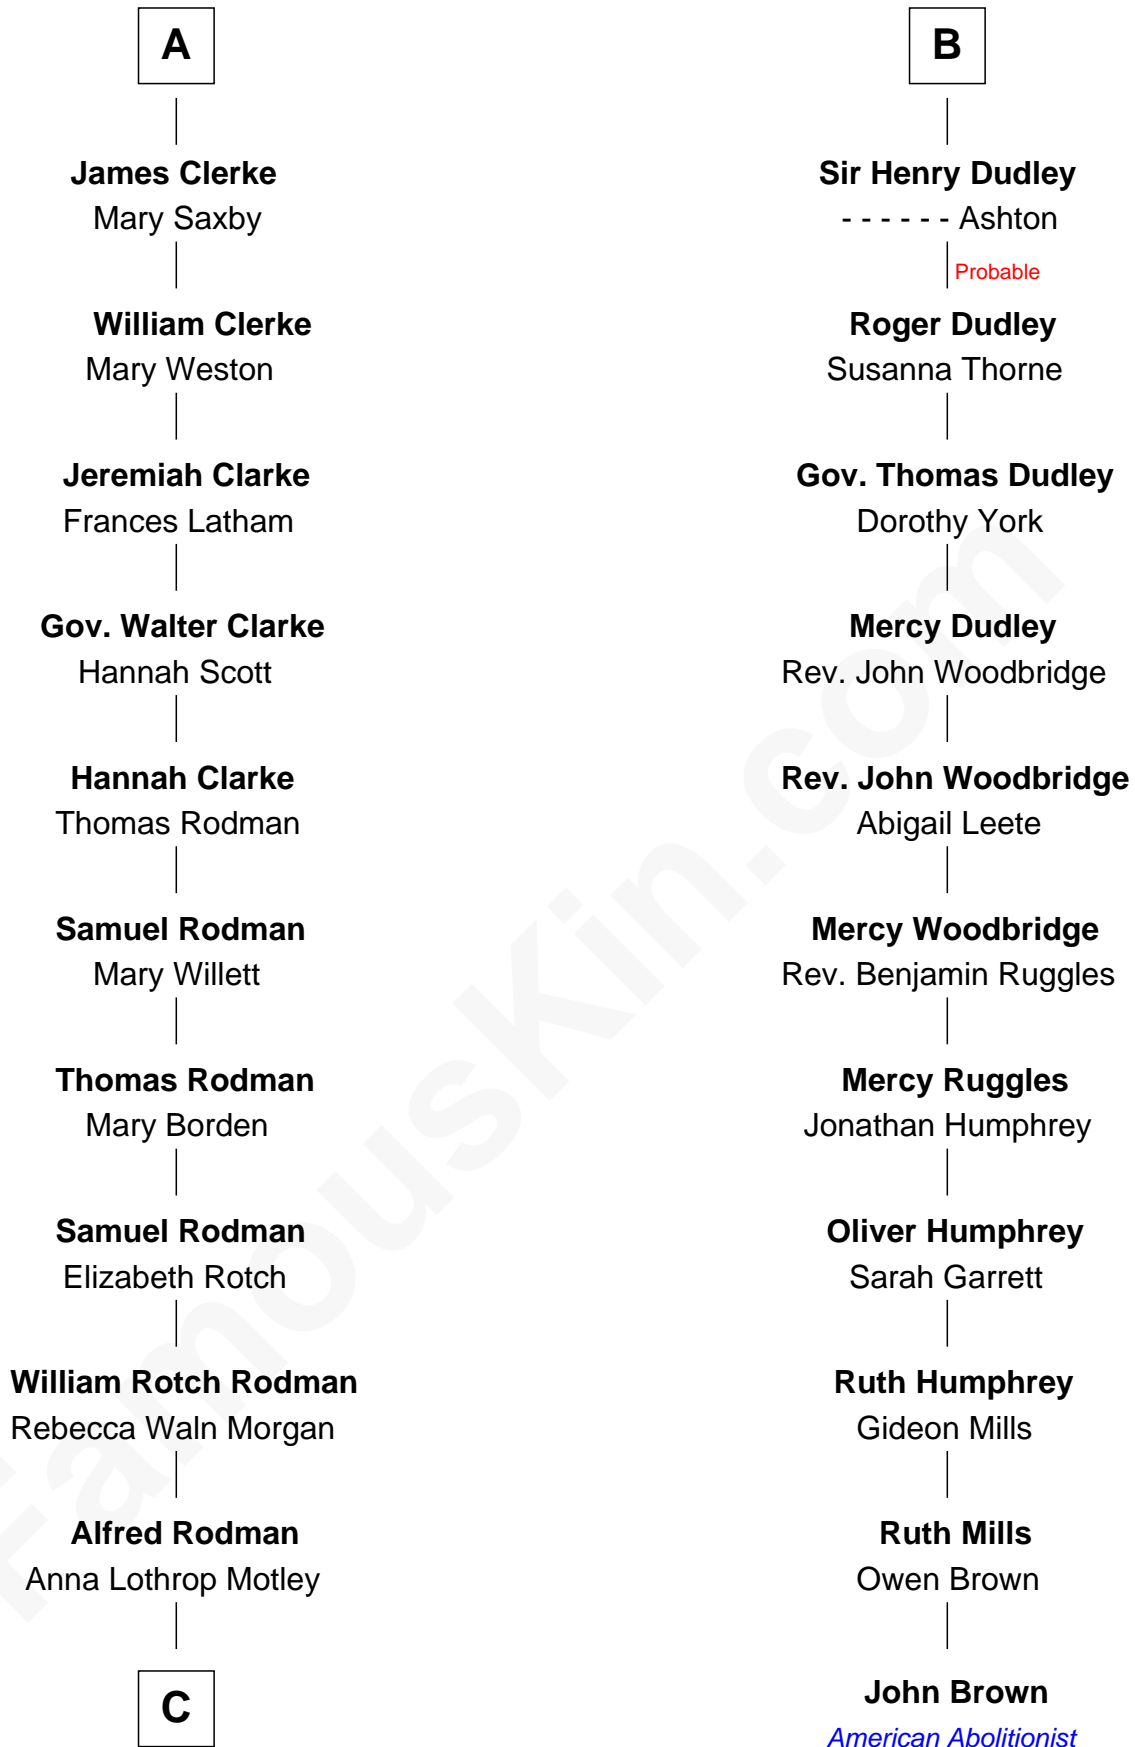 A
James Clerke
Mary Saxby
William Clerke
Mary Weston
Jeremiah Clarke
Frances Latham
Gov. Walter Clarke
Hannah Scott
Hannah Clarke
Thomas Rodman
Samuel Rodman
Mary Willett
Thomas Rodman
Mary Borden
Samuel Rodman
Elizabeth Rotch
William Rotch Rodman
Rebecca Waln Morgan
Alfred Rodman
Anna Lothrop Motley
C
B
Sir Henry Dudley
- - - - - - Ashton
Probable
Roger Dudley
Susanna Thorne
Gov. Thomas Dudley
Dorothy York
Mercy Dudley
Rev. John Woodbridge
Rev. John Woodbridge
Abigail Leete
Mercy Woodbridge
Rev. Benjamin Ruggles
Mercy Ruggles
Jonathan Humphrey
Oliver Humphrey
Sarah Garrett
Ruth Humphrey
Gideon Mills
Ruth Mills
Owen Brown
John Brown
American Abolitionist
FamousKin.com